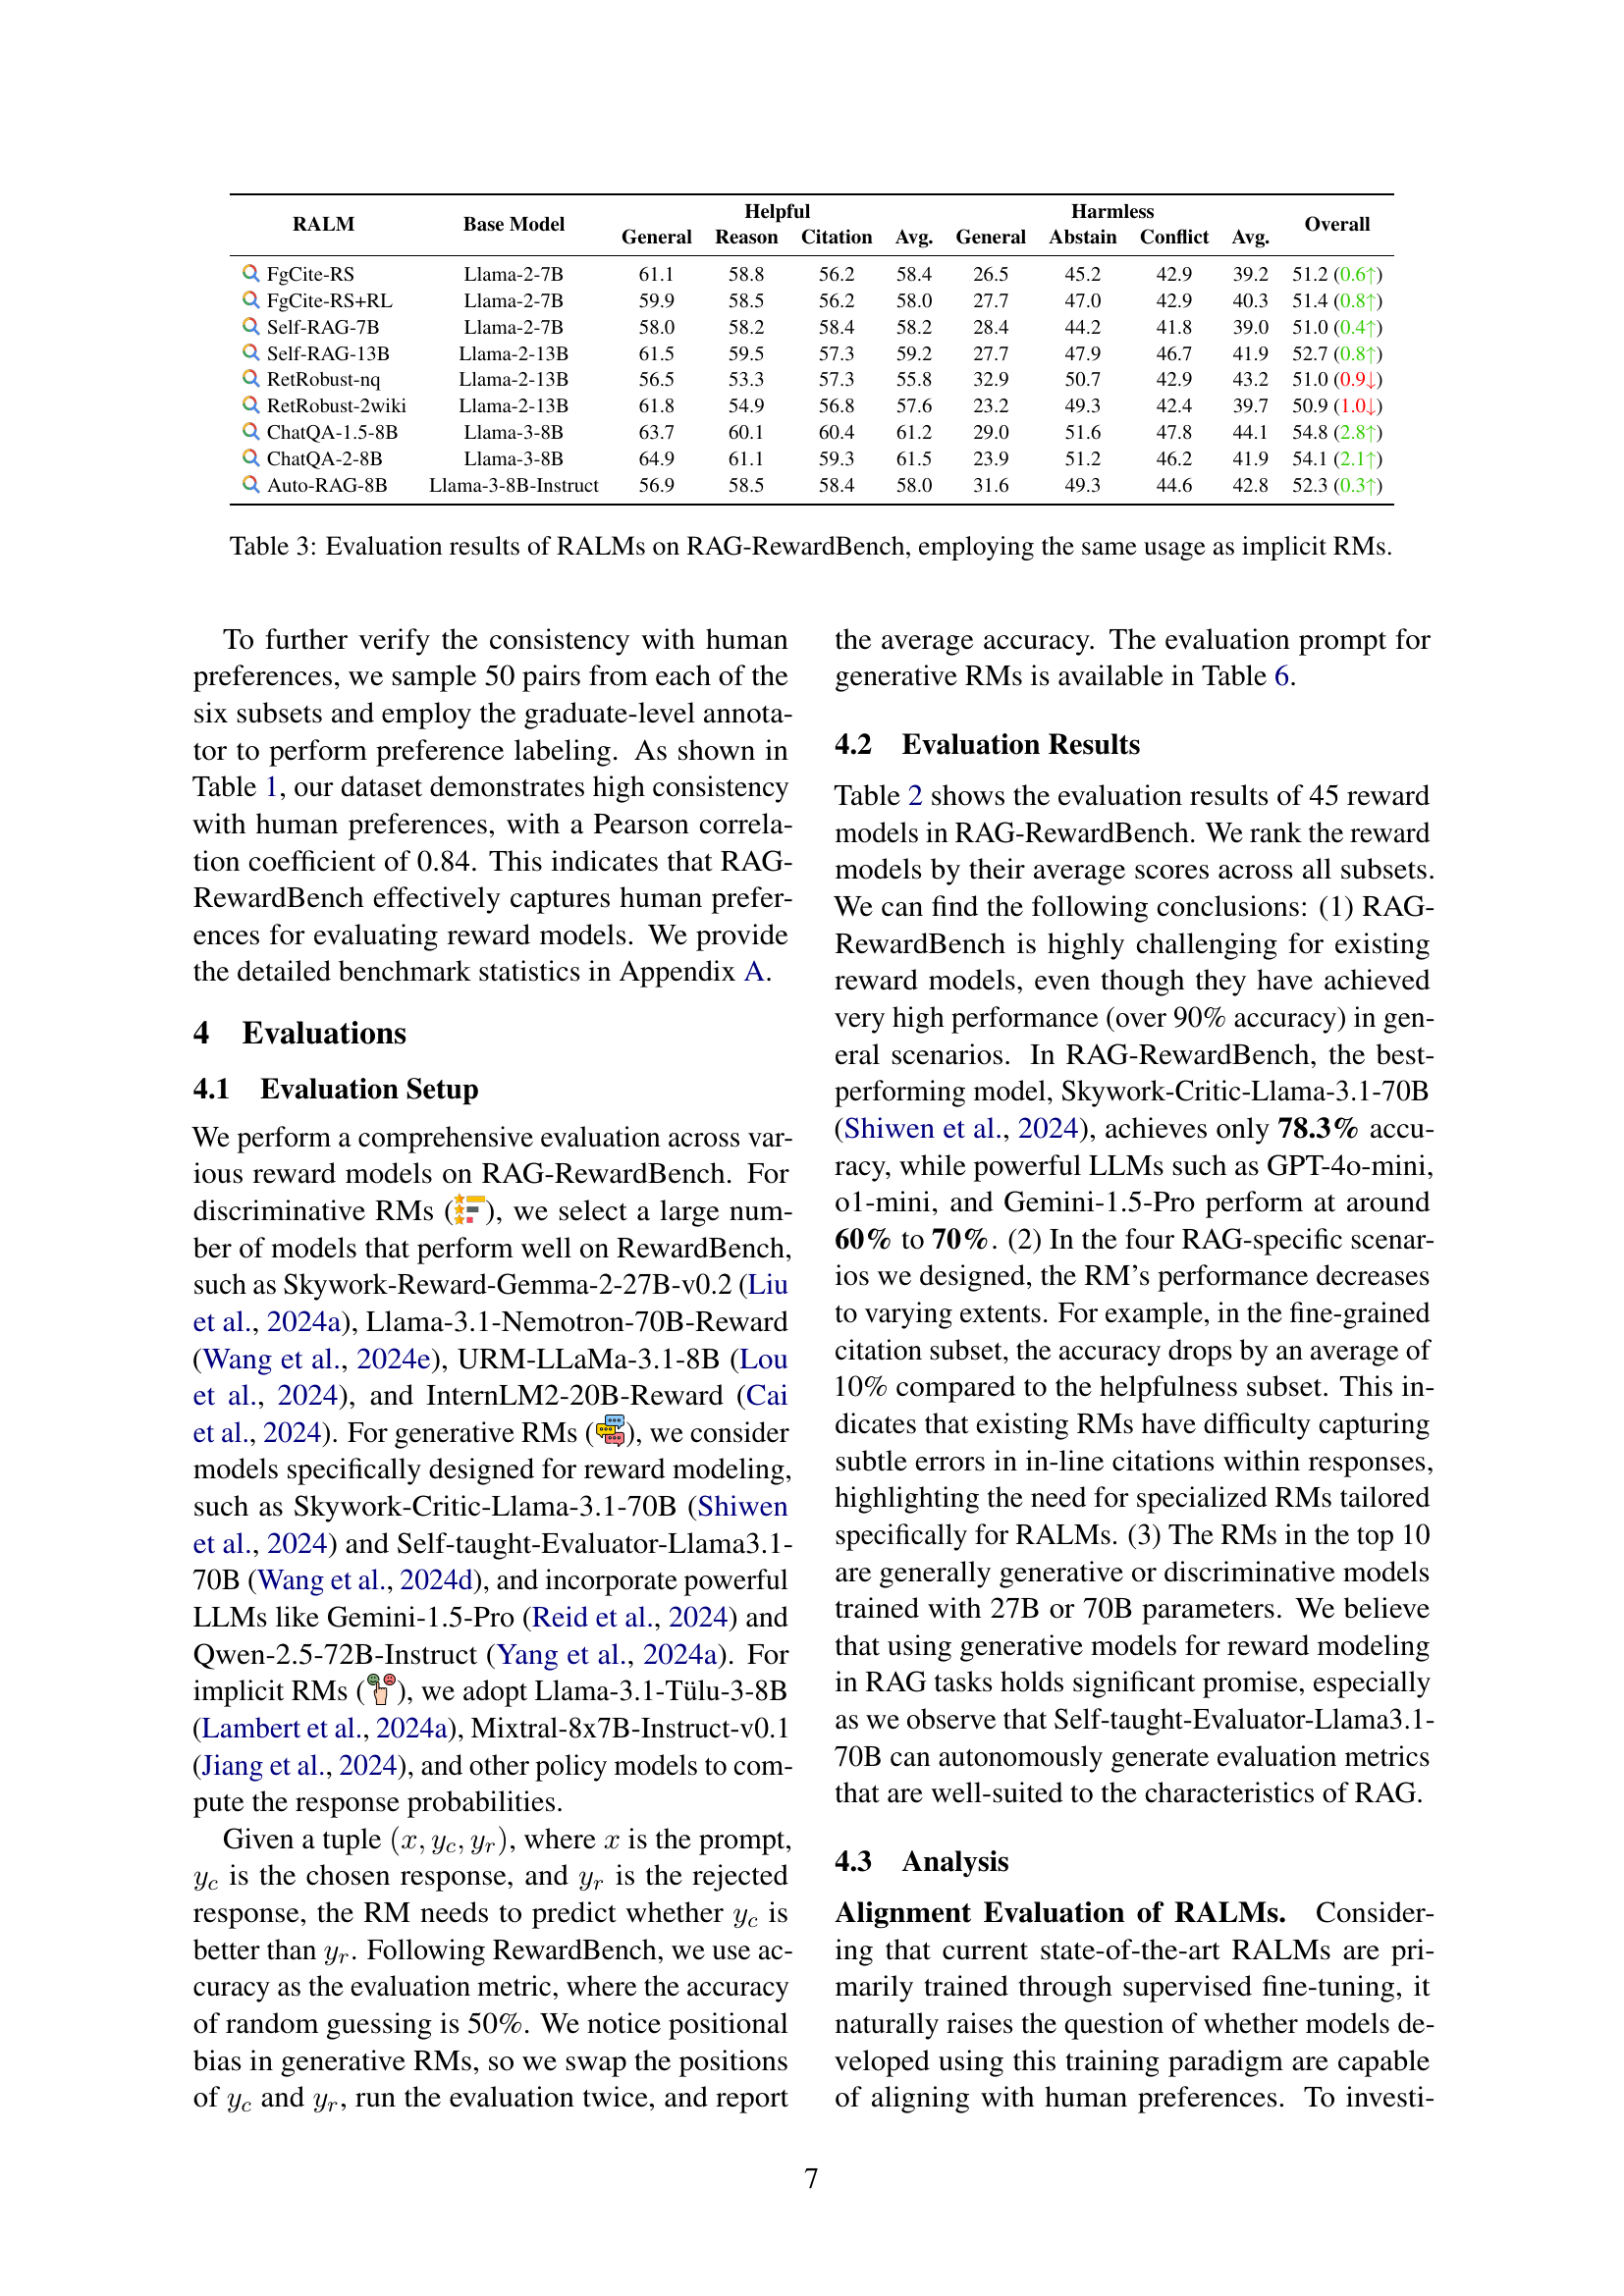 RALM Base Model Helpful Harmless Overall
General Reason Citation Avg. General Abstain Conflict Avg.
FgCite-RS Llama-2-7B 61.1 58.8 56.2 58.4 26.5 45.2 42.9 39.2 51.2 (0.6↑)
FgCite-RS+RL Llama-2-7B 59.9 58.5 56.2 58.0 27.7 47.0 42.9 40.3 51.4 (0.8↑)
Self-RAG-7B Llama-2-7B 58.0 58.2 58.4 58.2 28.4 44.2 41.8 39.0 51.0 (0.4↑)
Self-RAG-13B Llama-2-13B 61.5 59.5 57.3 59.2 27.7 47.9 46.7 41.9 52.7 (0.8↑)
RetRobust-nq Llama-2-13B 56.5 53.3 57.3 55.8 32.9 50.7 42.9 43.2 51.0 (0.9↓)
RetRobust-2wiki Llama-2-13B 61.8 54.9 56.8 57.6 23.2 49.3 42.4 39.7 50.9 (1.0↓)
ChatQA-1.5-8B Llama-3-8B 63.7 60.1 60.4 61.2 29.0 51.6 47.8 44.1 54.8 (2.8↑)
ChatQA-2-8B Llama-3-8B 64.9 61.1 59.3 61.5 23.9 51.2 46.2 41.9 54.1 (2.1↑)
Auto-RAG-8B Llama-3-8B-Instruct 56.9 58.5 58.4 58.0 31.6 49.3 44.6 42.8 52.3 (0.3↑)
Table 3: Evaluation results of RALMs on RAG-RewardBench, employing the same usage as implicit RMs.
To further verify the consistency with human
preferences, we sample 50 pairs from each of the
six subsets and employ the graduate-level annota-
tor to perform preference labeling. As shown in
Table 1, our dataset demonstrates high consistency
with human preferences, with a Pearson correla-
tion coefficient of 0.84. This indicates that RAG-
RewardBench effectively captures human prefer-
ences for evaluating reward models. We provide
the detailed benchmark statistics in Appendix A.
4 Evaluations
4.1 Evaluation Setup
We perform a comprehensive evaluation across var-
ious reward models on RAG-RewardBench. For
discriminative RMs (), we select a large num-
ber of models that perform well on RewardBench,
such as Skywork-Reward-Gemma-2-27B-v0.2 (Liu
et al., 2024a), Llama-3.1-Nemotron-70B-Reward
(Wang et al., 2024e), URM-LLaMa-3.1-8B (Lou
et al., 2024), and InternLM2-20B-Reward (Cai
et al., 2024). For generative RMs (), we consider
models specifically designed for reward modeling,
such as Skywork-Critic-Llama-3.1-70B (Shiwen
et al., 2024) and Self-taught-Evaluator-Llama3.1-
70B (Wang et al., 2024d), and incorporate powerful
LLMs like Gemini-1.5-Pro (Reid et al., 2024) and
Qwen-2.5-72B-Instruct (Yang et al., 2024a). For
implicit RMs (), we adopt Llama-3.1-Tülu-3-8B
(Lambert et al., 2024a), Mixtral-8x7B-Instruct-v0.1
(Jiang et al., 2024), and other policy models to com-
pute the response probabilities.
Given a tuple (x, y_c, y_r), where x is the prompt,
y_c is the chosen response, and y_r is the rejected
response, the RM needs to predict whether y_c is
better than y_r. Following RewardBench, we use ac-
curacy as the evaluation metric, where the accuracy
of random guessing is 50%. We notice positional
bias in generative RMs, so we swap the positions
of y_c and y_r, run the evaluation twice, and report
the average accuracy. The evaluation prompt for
generative RMs is available in Table 6.
4.2 Evaluation Results
Table 2 shows the evaluation results of 45 reward
models in RAG-RewardBench. We rank the reward
models by their average scores across all subsets.
We can find the following conclusions: (1) RAG-
RewardBench is highly challenging for existing
reward models, even though they have achieved
very high performance (over 90% accuracy) in gen-
eral scenarios. In RAG-RewardBench, the best-
performing model, Skywork-Critic-Llama-3.1-70B
(Shiwen et al., 2024), achieves only 78.3% accu-
racy, while powerful LLMs such as GPT-4o-mini,
o1-mini, and Gemini-1.5-Pro perform at around
60% to 70%. (2) In the four RAG-specific scenar-
ios we designed, the RM's performance decreases
to varying extents. For example, in the fine-grained
citation subset, the accuracy drops by an average of
10% compared to the helpfulness subset. This in-
dicates that existing RMs have difficulty capturing
subtle errors in in-line citations within responses,
highlighting the need for specialized RMs tailored
specifically for RALMs. (3) The RMs in the top 10
are generally generative or discriminative models
trained with 27B or 70B parameters. We believe
that using generative models for reward modeling
in RAG tasks holds significant promise, especially
as we observe that Self-taught-Evaluator-Llama3.1-
70B can autonomously generate evaluation metrics
that are well-suited to the characteristics of RAG.
4.3 Analysis
Alignment Evaluation of RALMs. Consider-
ing that current state-of-the-art RALMs are pri-
marily trained through supervised fine-tuning, it
naturally raises the question of whether models de-
veloped using this training paradigm are capable
of aligning with human preferences. To investi-
7